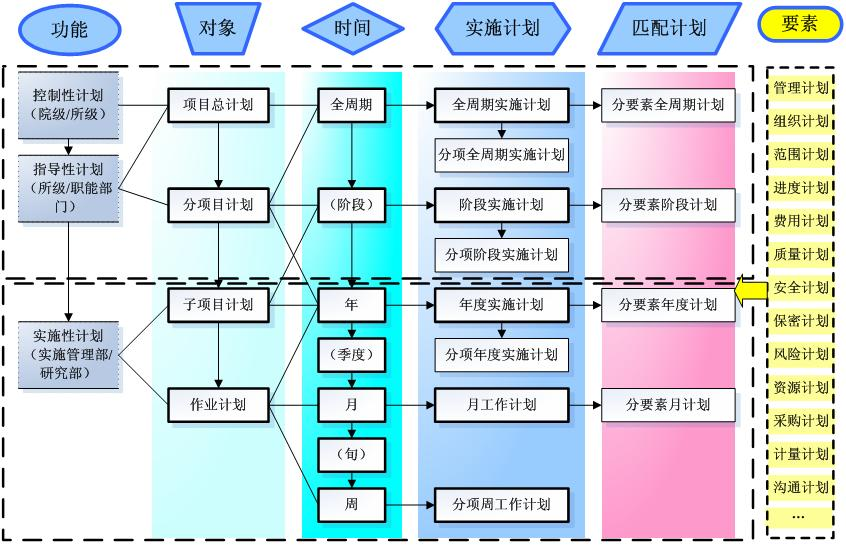 功能
对象
时间
实施计划
匹配计划
要素
控制性计划
（院级/所级）
指导性计划
（所级/职能部
门）
实施性计划
（实施管理部/
研究部）
项目总计划
分项目计划
子项目计划
作业计划
全周期
（阶段）
年
（季度）
月
（旬）
周
全周期实施计划
分项全周期实施计划
阶段实施计划
分项阶段实施计划
年度实施计划
分项年度实施计划
月工作计划
分项周工作计划
分要素全周期计划
分要素阶段计划
分要素年度计划
分要素月计划
管理计划
组织计划
范围计划
进度计划
费用计划
质量计划
安全计划
保密计划
风险计划
资源计划
采购计划
计量计划
沟通计划
…